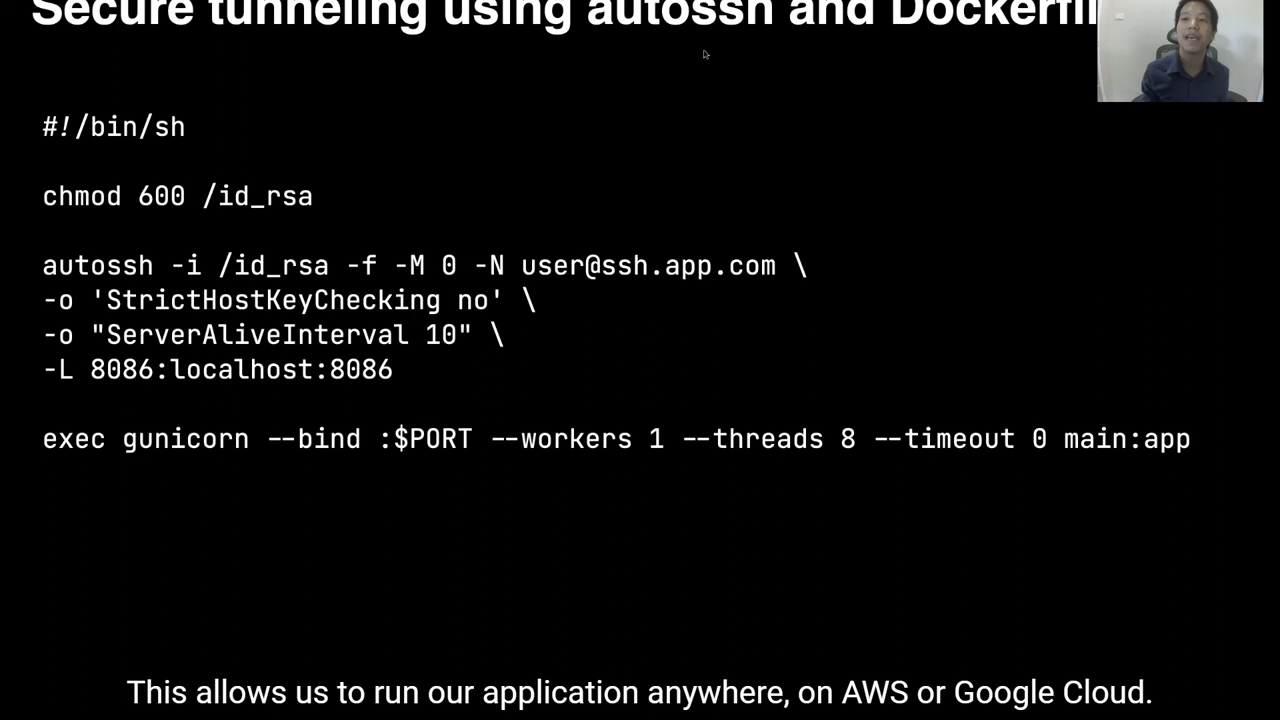 Secure tunneling using autossh and Dockerfil
#!/bin/sh
chmod 600 /id_rsa
autossh -i /id_rsa -f -M 0 -N user@ssh.app.com \
-o 'StrictHostKeyChecking no' \
-o "ServerAliveInterval 10" \
-L 8086:localhost:8086
exec gunicorn --bind :$PORT --workers 1 --threads 8 --timeout 0 main:app
This allows us to run our application anywhere, on AWS or Google Cloud.